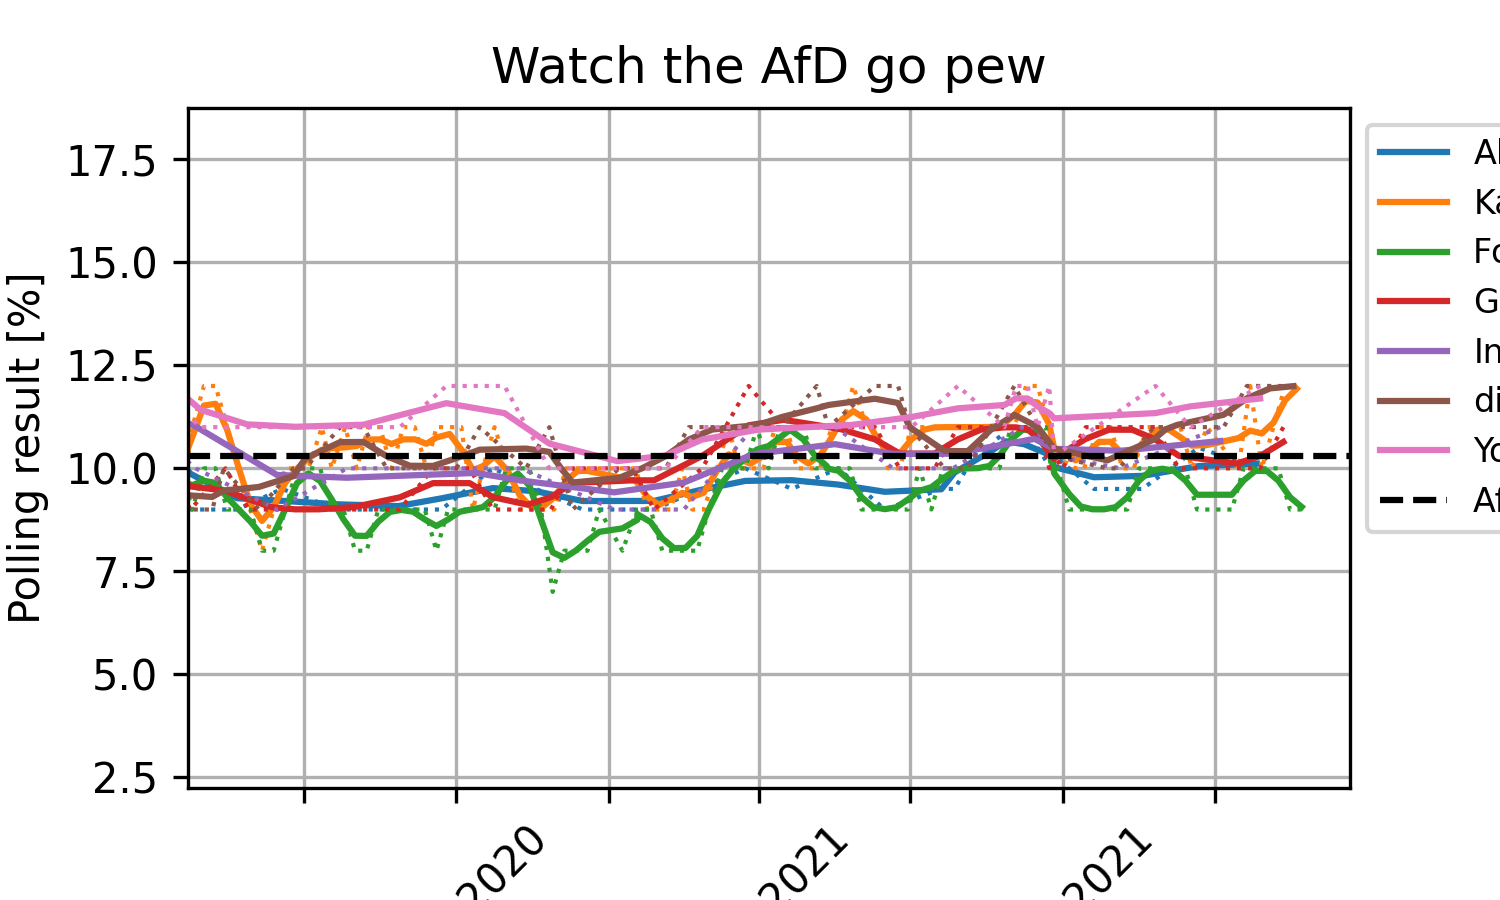 Watch the AfD go pew
Polling result [%]
17.5
15.0
12.5
10.0
7.5
5.0
2.5
2020
2021
2021
Al
Ka
Fo
G
In
di
Yo
Af